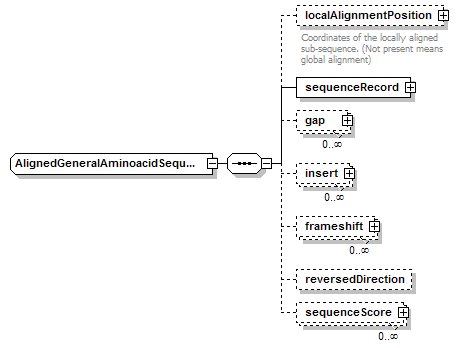 localAlignmentPosition
Coordinates of the locally aligned
sub-sequence. (Not present means
global alignment)
sequenceRecord
gap
0..∞
AlignedGeneralAminoacidSequ...
insert
0..∞
frameshift
0..∞
reversedDirection
sequenceScore
0..∞